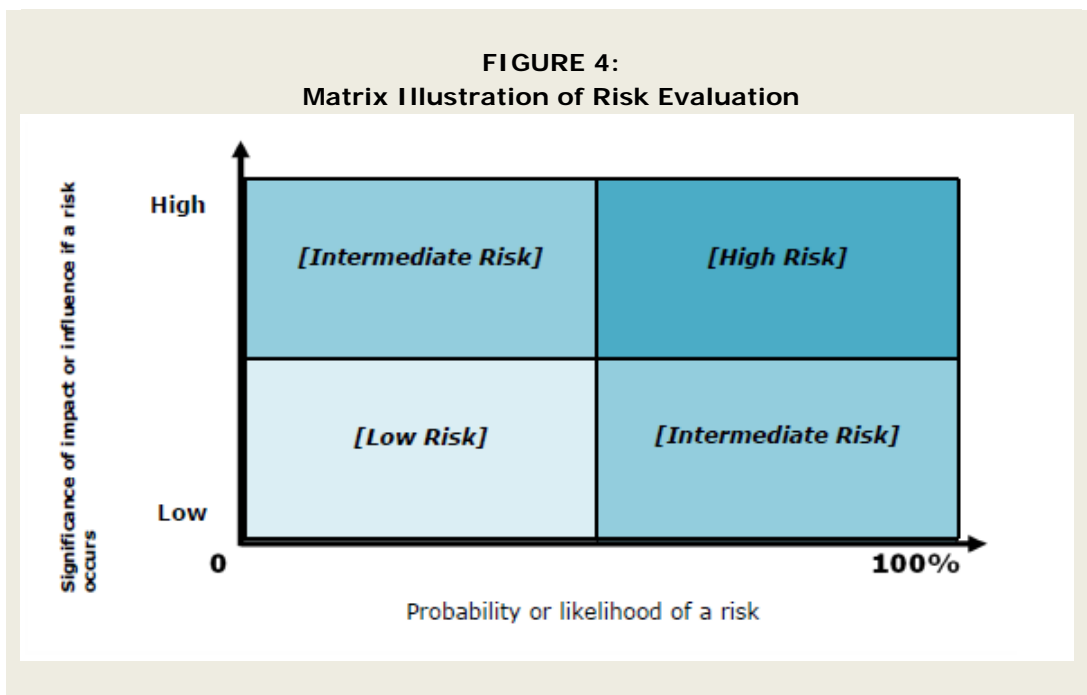 FIGURE 4:
Matrix Illustration of Risk Evaluation
Significance of impact or influence if a risk
occurs
High
[Intermediate Risk]
[High Risk]
[Low Risk]
[Intermediate Risk]
Low
0
100%
Probability or likelihood of a risk